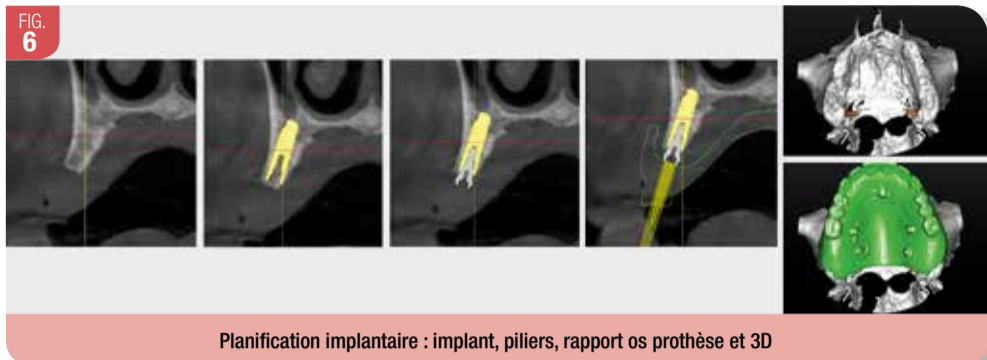 FIG.
6
Planification implantaire : implant, piliers, rapport os prothèse et 3D